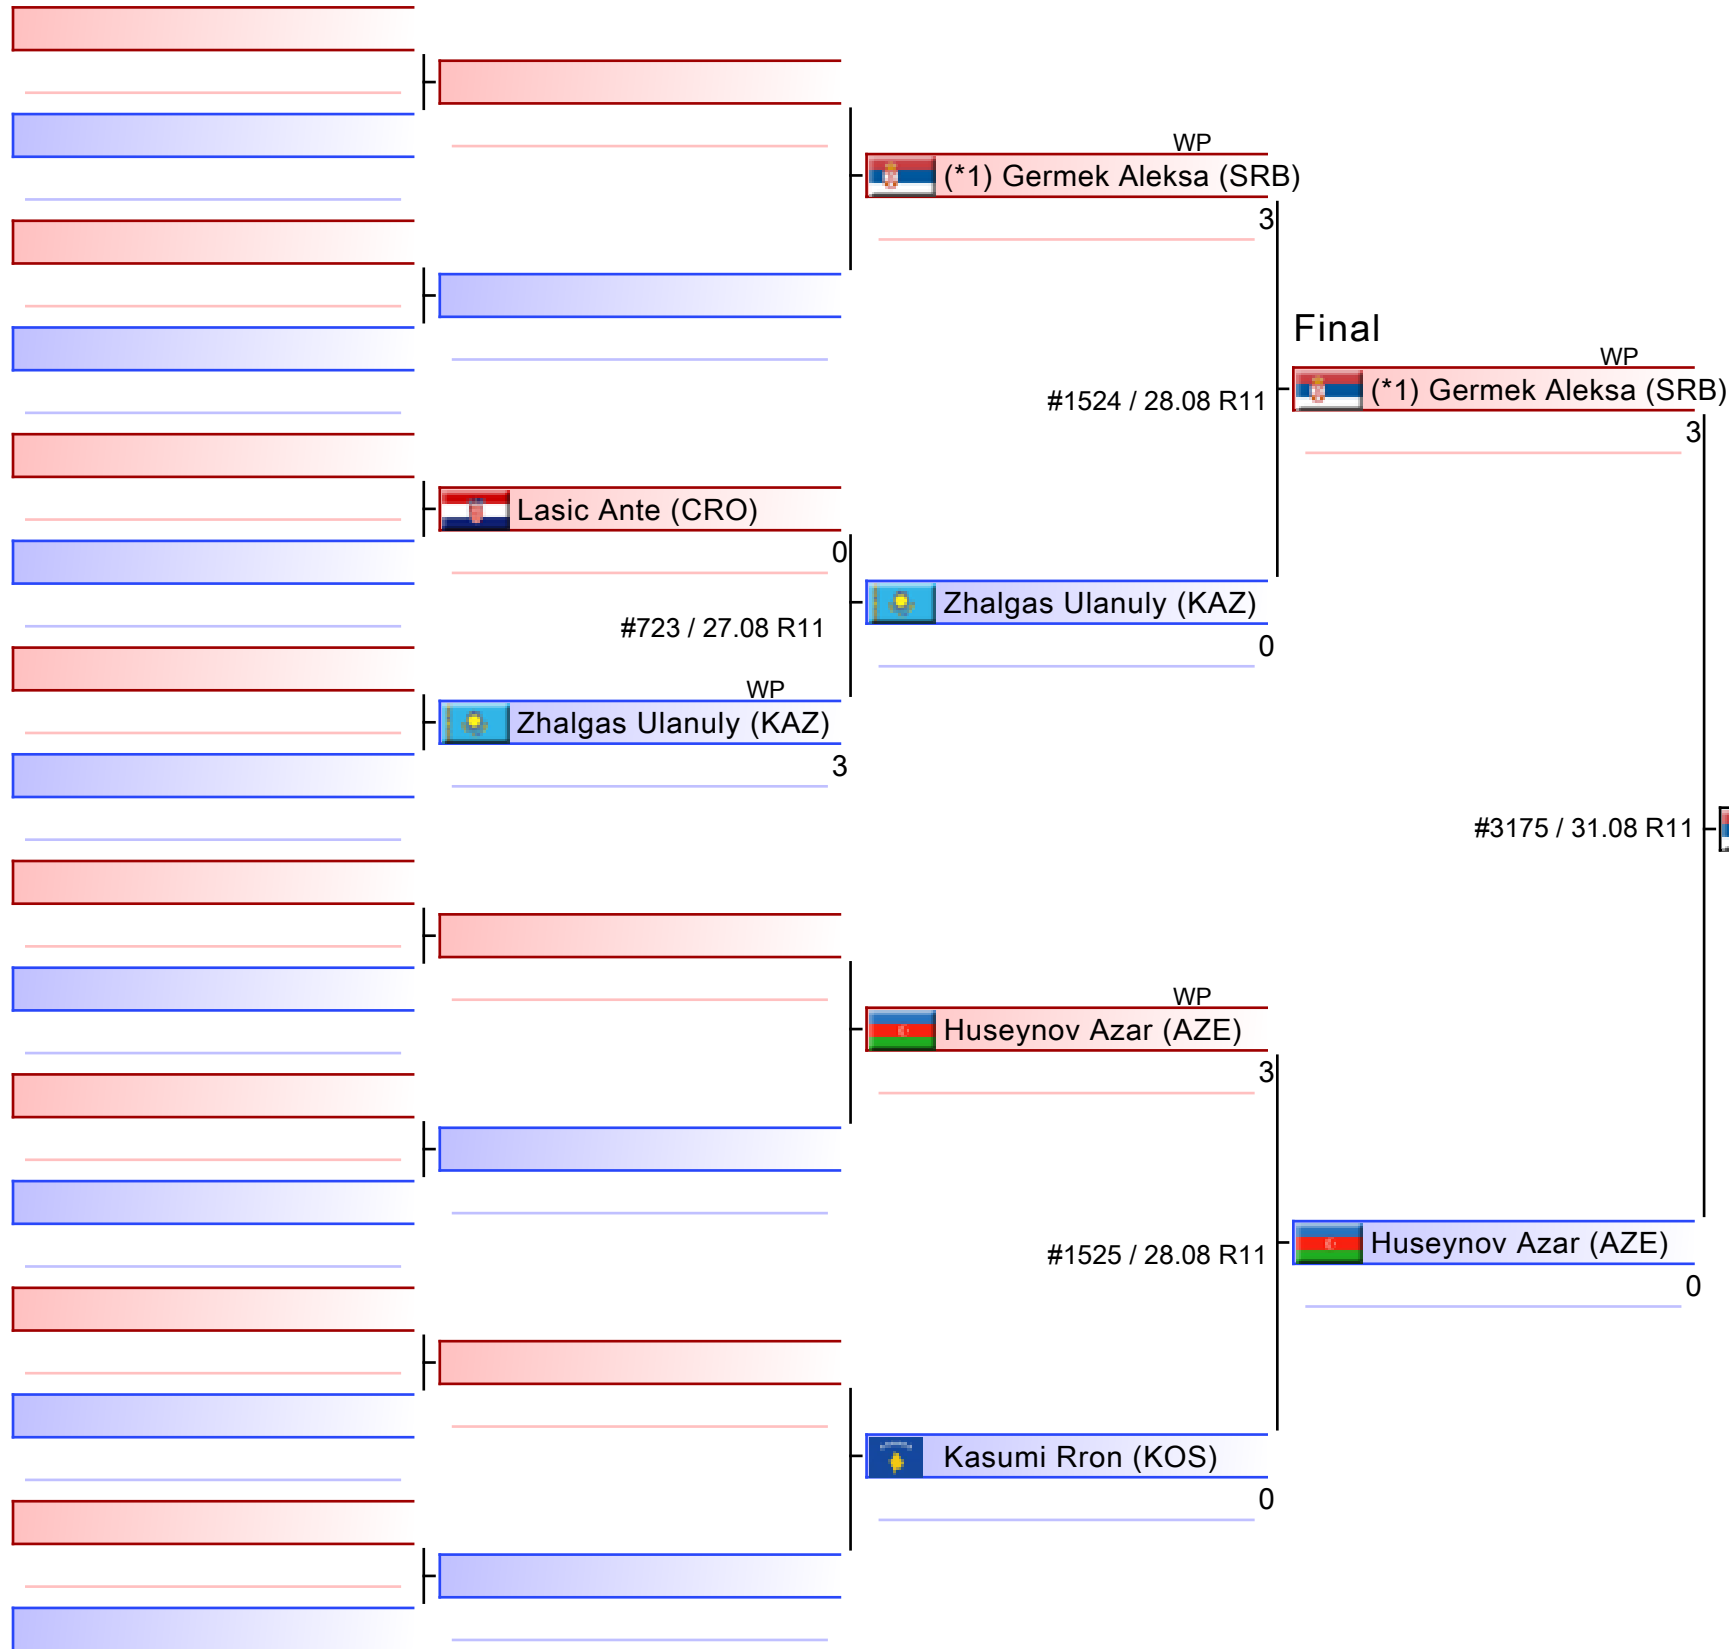 WP
(*1) Germek Aleksa (SRB)
3
Final
WP
#1524 / 28.08 R11
(*1) Germek Aleksa (SRB)
3
Lasic Ante (CRO)
0
Zhalgas Ulanuly (KAZ)
#723 / 27.08 R11
0
WP
Zhalgas Ulanuly (KAZ)
3
#3175 / 31.08 R11
WP
Huseynov Azar (AZE)
3
#1525 / 28.08 R11
Huseynov Azar (AZE)
0
Kasumi Rron (KOS)
0